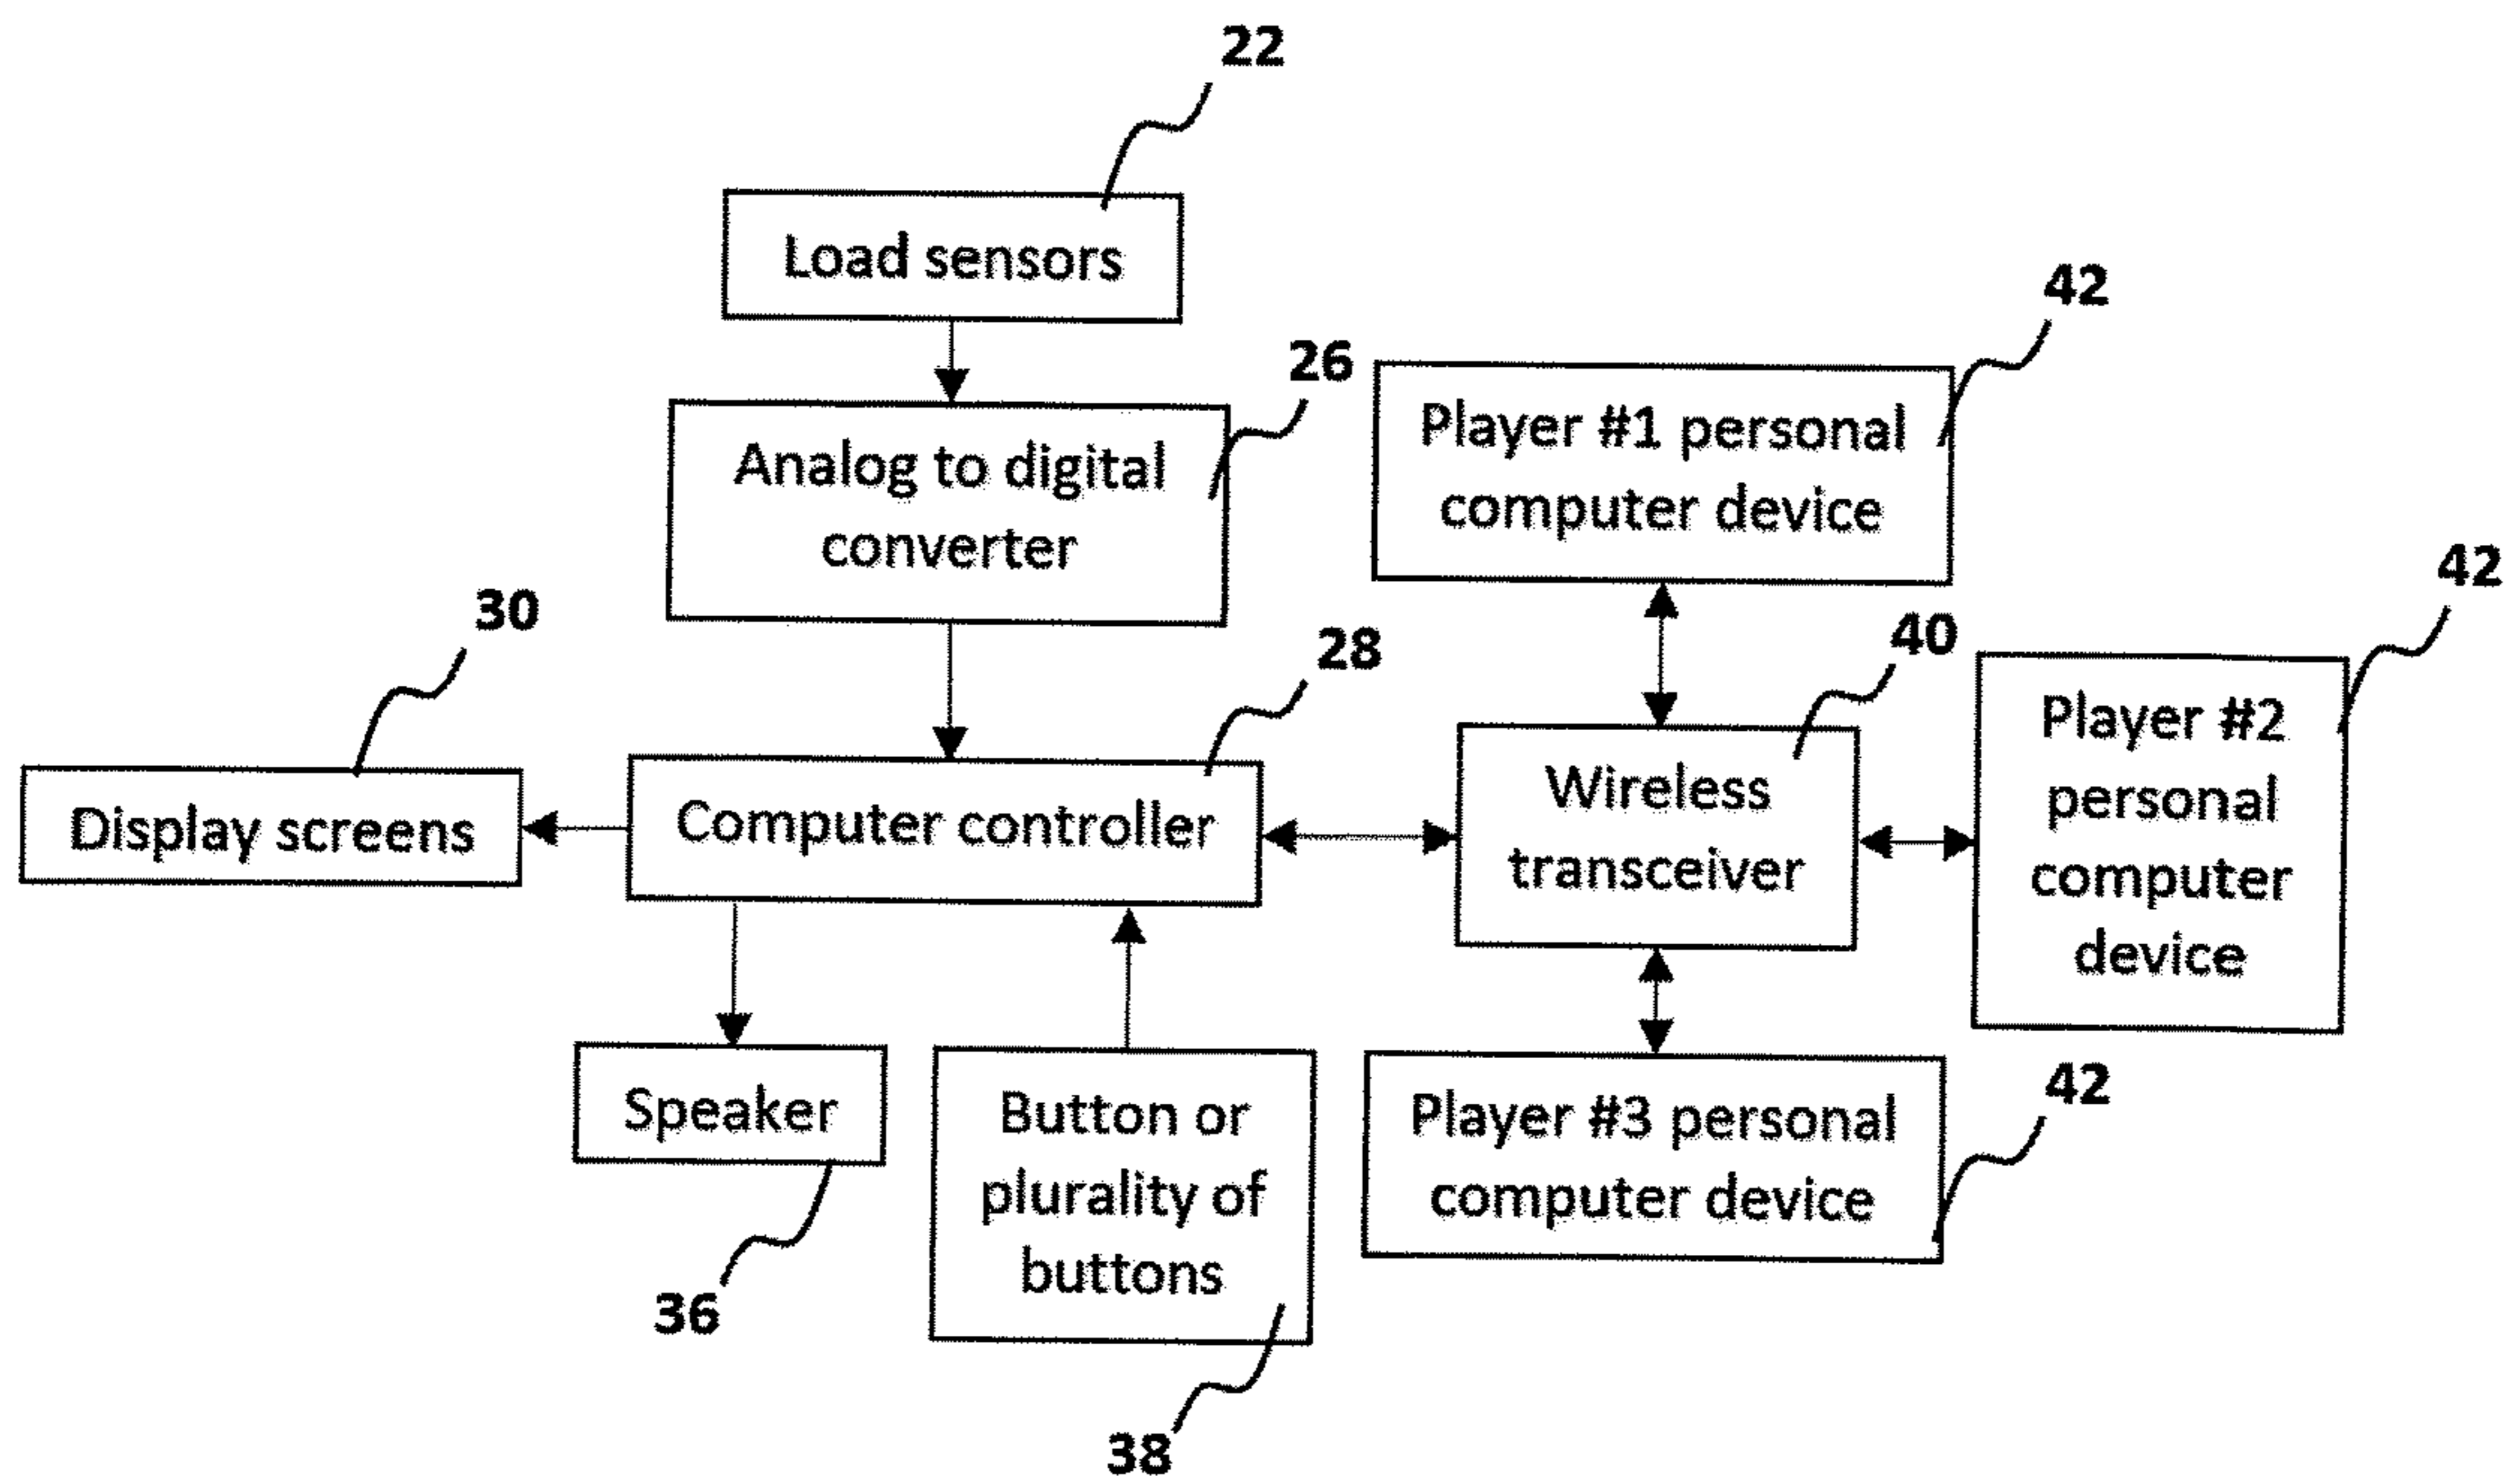 22
Load sensors
42
26
Player #1 personal
computer device
Analog to digital
converter
42
30
28
40
Player #2
personal
computer
device
Display screens
Computer controller
Wireless
transceiver
Speaker
Button or
plurality of
buttons
Player #3 personal
computer device
42
36
38